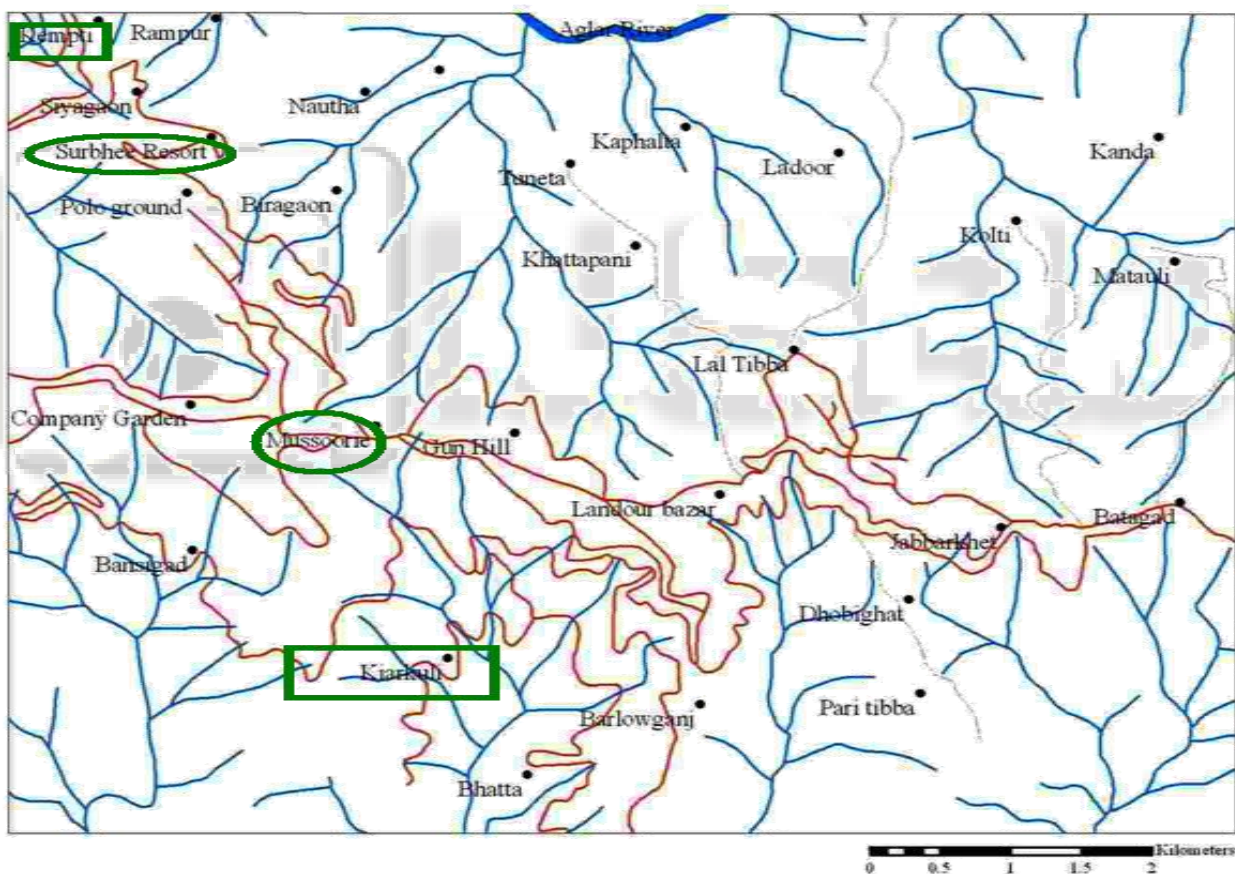 Kempti
Rampur
Aglar River
Siyagaon
Nautha
Surbhee Resort
Kaphalta
Ladoor
Kanda
Tuneta
Polo ground
Biragaon
Kolti
Khattapani
Matauli
Lal Tibba
Company Garden
Mussoorie
Gun Hill
Landour bazar
Batagad
Jabbarkhet
Bansigad
Dhobighat
Kiarkuli
Barlowganj
Pari tibba
Bhatta
Kilometers
0 0.5 1 1.5 2